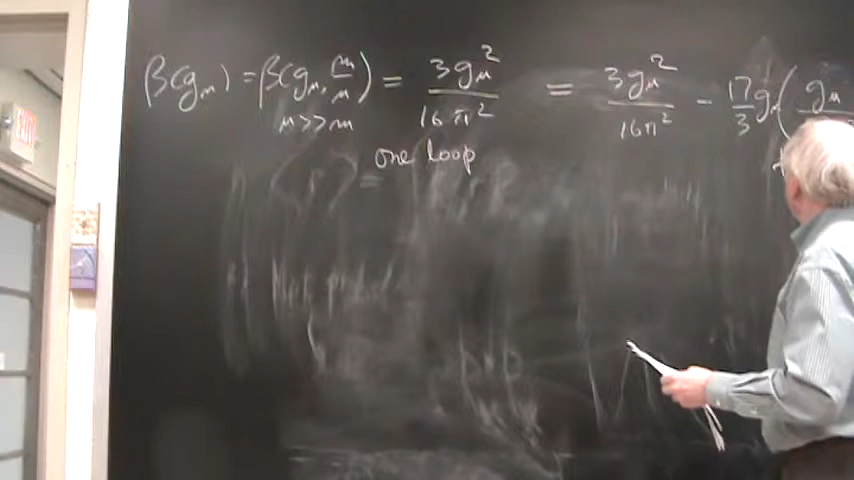 β(g_μ) = β(g_μ, m/μ) = 3g_μ²/16π² = 3g_μ²/16π² - 17/3 g_μ(g_μ
μ>>m
one loop
EXIT